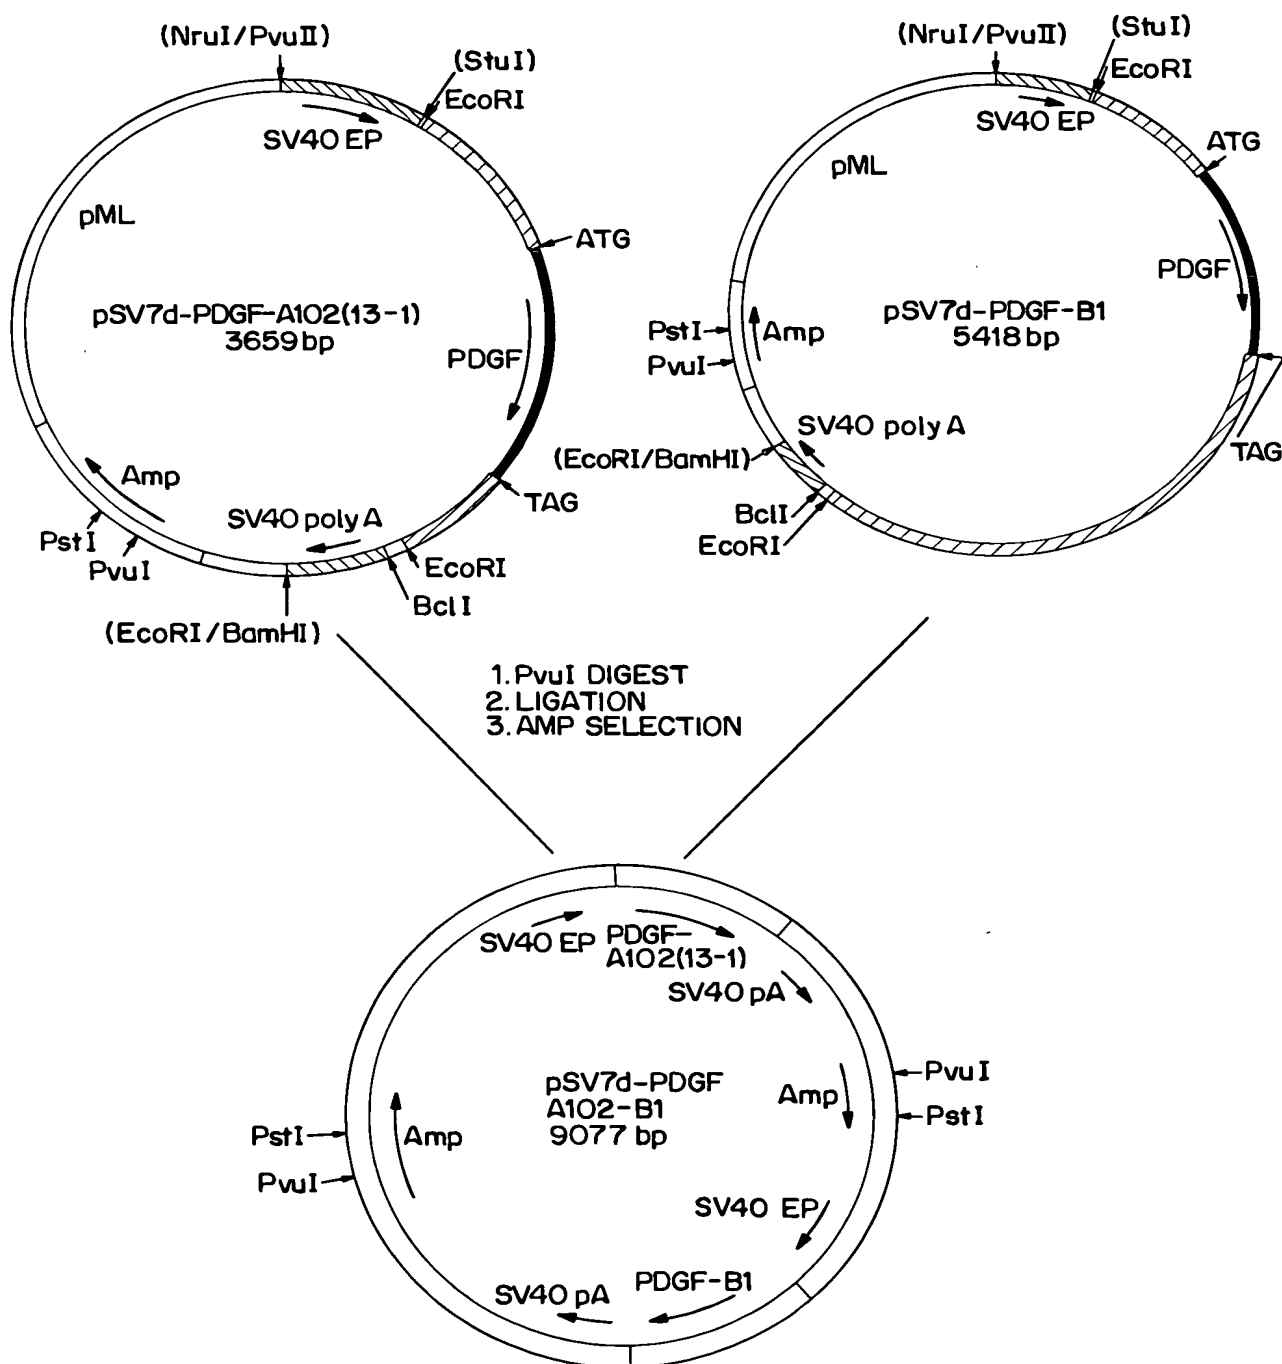 (NruI/PvuII)
(StuI)
EcoRI
SV40 EP
pML
ATG
pSV7d-PDGF-A102(13-1)
3659bp
PDGF
Amp
SV40 poly A
TAG
PstI
PvuI
EcoRI
BclI
(EcoRI/BamHI)
(NruI/PvuII)
(StuI)
EcoRI
SV40 EP
ATG
pML
PDGF
pSV7d-PDGF-B1
5418bp
PstI
Amp
PvuI
SV40 poly A
(EcoRI/BamHI)
TAG
BclI
EcoRI
1. PvuI DIGEST
2. LIGATION
3. AMP SELECTION
SV40 EP
PDGF-
A102(13-1)
SV40 pA
pSV7d-PDGF
A102-B1
9077 bp
Amp
PvuI
PstI
PstI
Amp
PvuI
SV40 EP
PDGF-B1
SV40 pA